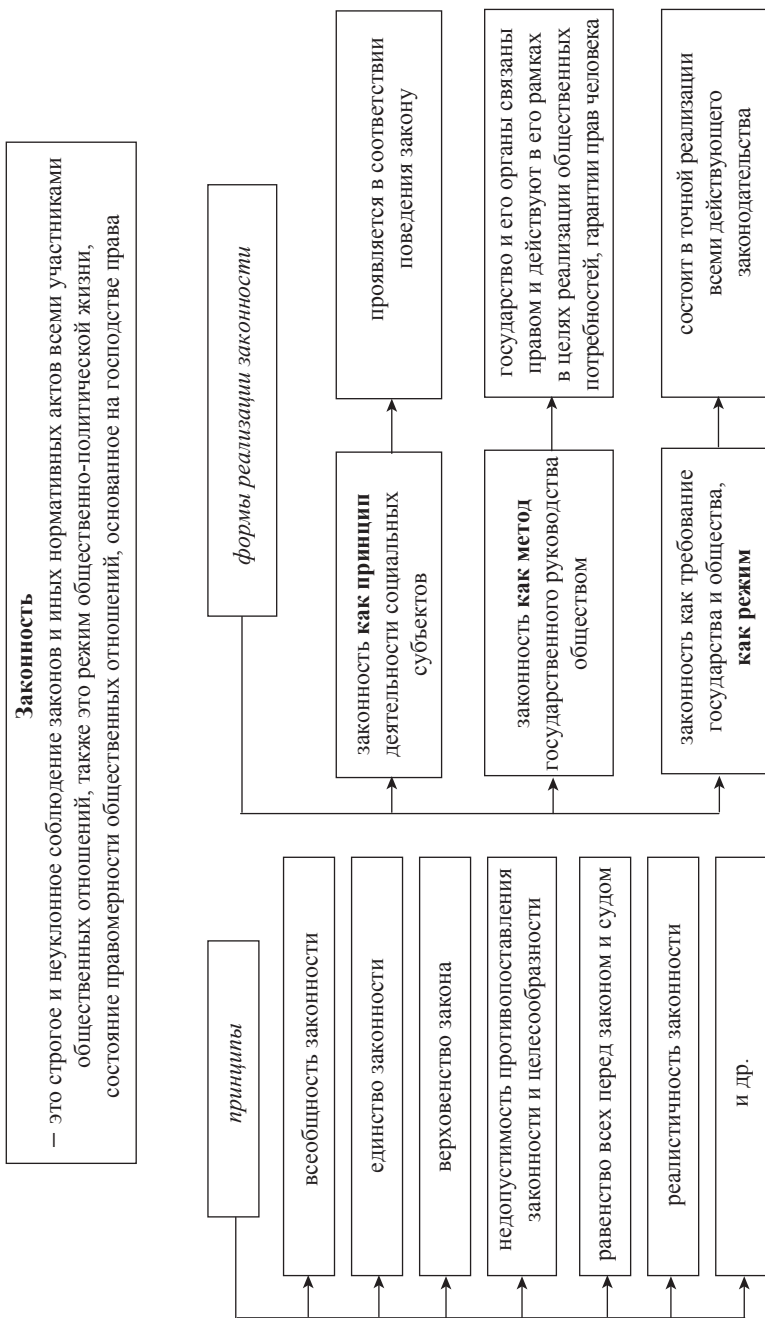 Законность
– это строгое и неуклонное соблюдение законов и иных нормативных актов всеми участниками
общественных отношений, также это режим общественно-политической жизни,
состояние правомерности общественных отношений, основанное на господстве права
принципы
всеобщность законности
единство законности
верховенство закона
недопустимость противопоставления
законности и целесообразности
равенство всех перед законом и судом
реалистичность законности
и др.
формы реализации законности
законность как принцип
деятельности социальных
субъектов
проявляется в соответствии
поведения закону
законность как метод
государственного руководства
обществом
государство и его органы связаны
правом и действуют в его рамках
в целях реализации общественных
потребностей, гарантии прав человека
законность как требование
государства и общества,
как режим
состоит в точной реализации
всеми действующего
законодательства